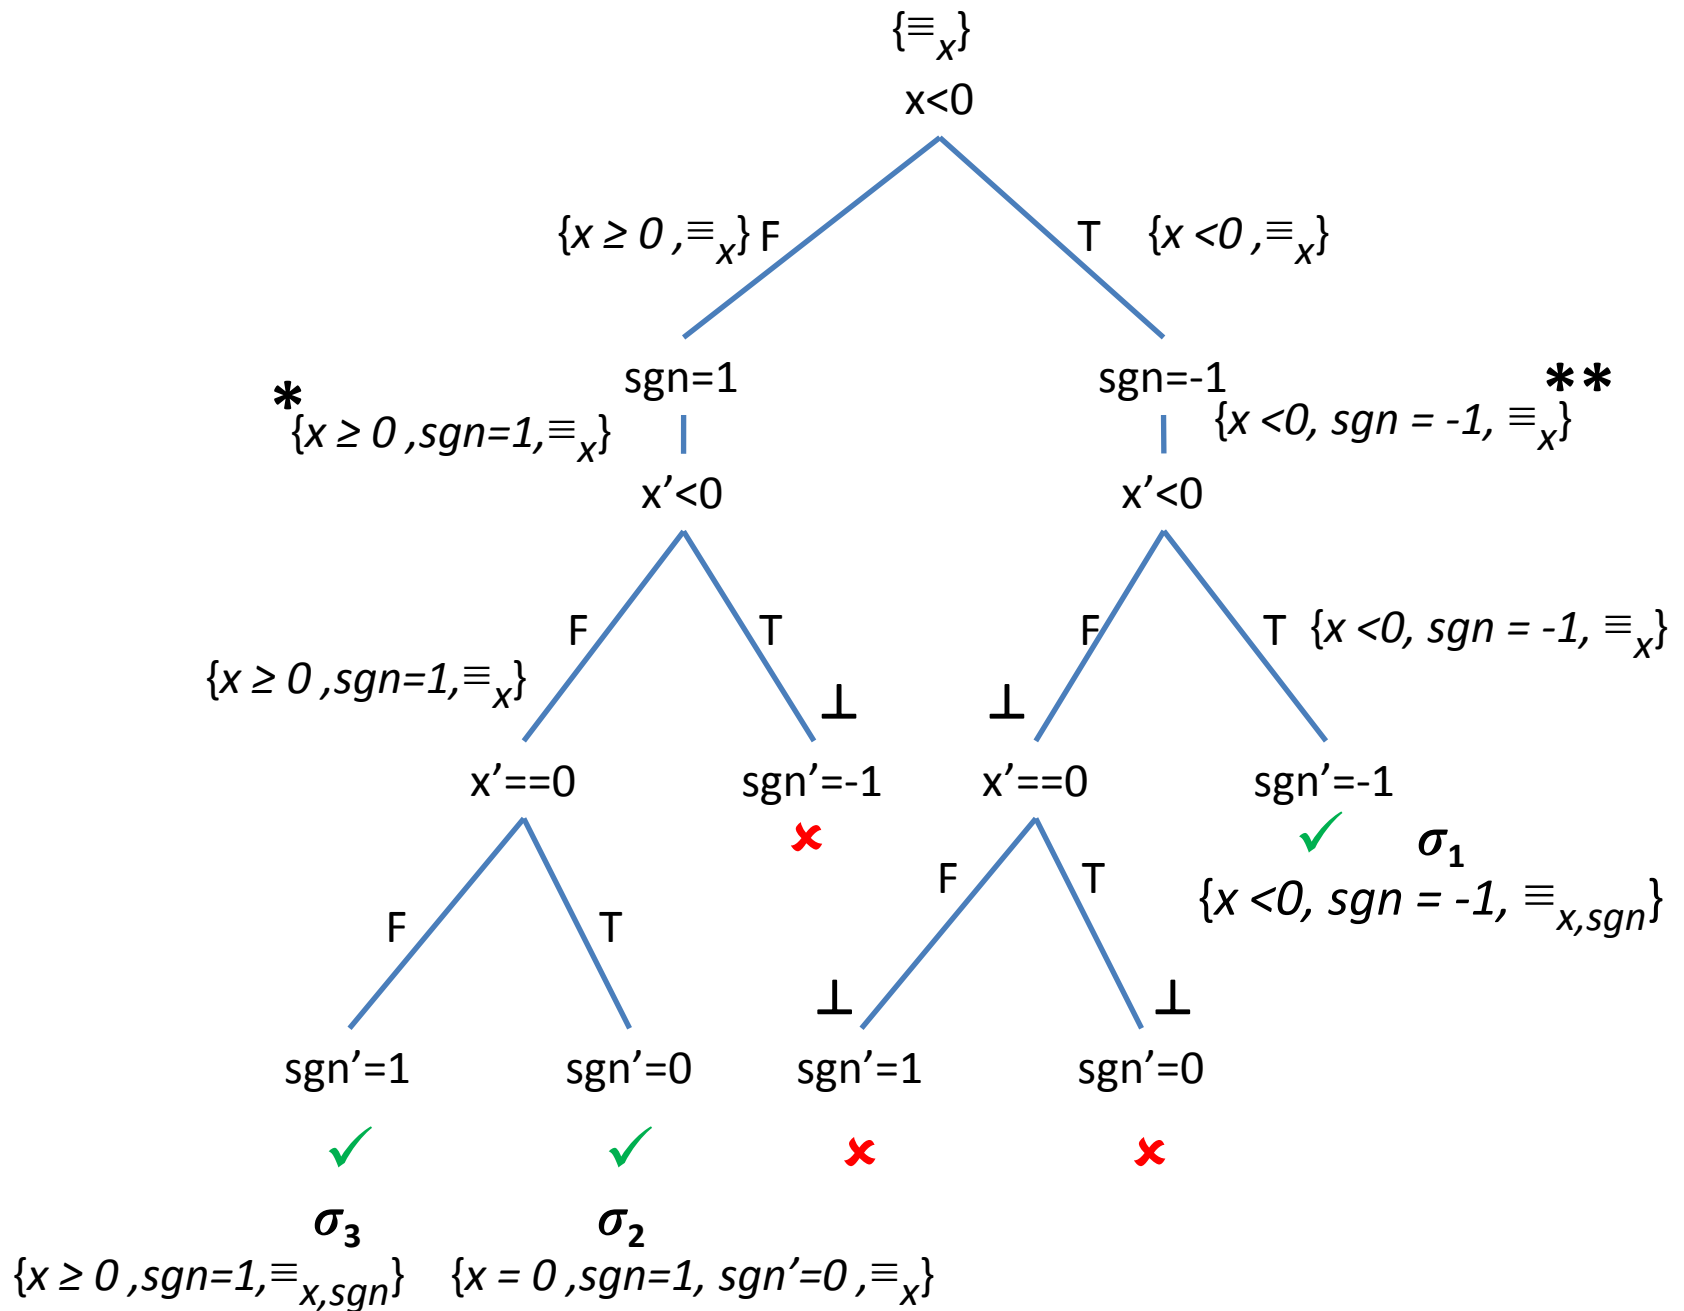 {≡x}
x<0
{x ≥ 0 ,≡x} F T {x <0 ,≡x}
sgn=1 sgn=-1 **
* {x ≥ 0 ,sgn=1,≡x} {x <0, sgn = -1, ≡x}
x’<0 x’<0
F T F T {x <0, sgn = -1, ≡x}
{x ≥ 0 ,sgn=1,≡x} ⊥ ⊥
x’==0 sgn’=-1 x’==0 sgn’=-1
✘ ✓ σ1
F T {x <0, sgn = -1, ≡x,sgn}
F T
⊥ ⊥
sgn’=1 sgn’=0 sgn’=1 sgn’=0
✓ ✓ ✘ ✘
σ3 σ2
{x ≥ 0 ,sgn=1,≡x,sgn} {x = 0 ,sgn=1, sgn’=0 ,≡x}